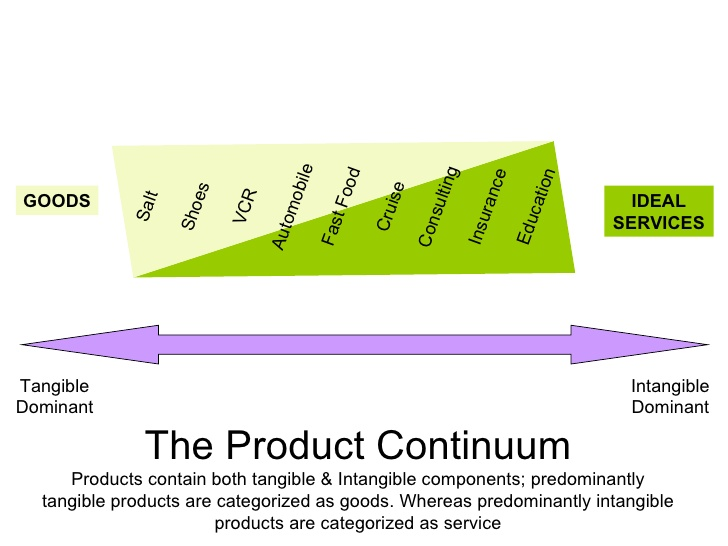 GOODS
Salt
Shoes
VCR
Automobile
Fast Food
Cruise
Consulting
Insurance
Education
IDEAL
SERVICES
Tangible
Dominant
Intangible
Dominant
The Product Continuum
Products contain both tangible & Intangible components; predominantly
tangible products are categorized as goods. Whereas predominantly intangible
products are categorized as service